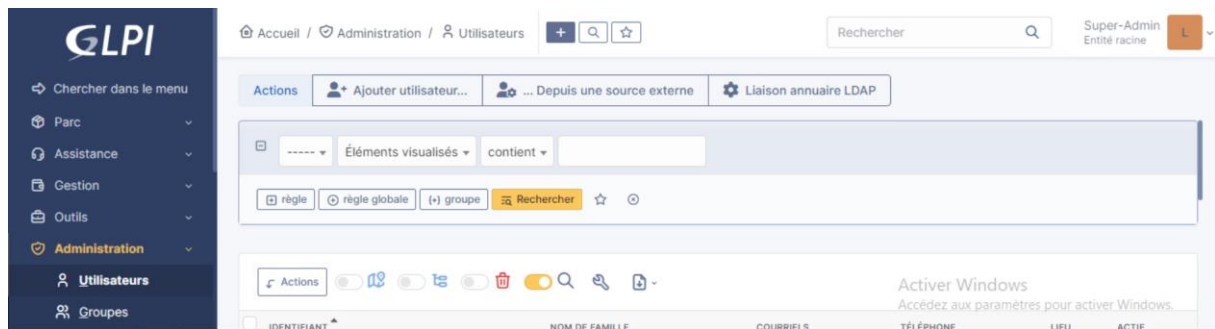 GLPI
Accueil / Administration / Utilisateurs
Rechercher
Super-Admin
Entité racine
L
Chercher dans le menu
Parc
Assistance
Gestion
Outils
Administration
Utilisateurs
Groupes
Actions
Ajouter utilisateur...
... Depuis une source externe
Liaison annuaire LDAP
-----
Éléments visualisés
contient
règle
règle globale
(+) groupe
Rechercher
Actions
Activer Windows
Accédez aux paramètres pour activer Windows.
IDENTIFIANT
NOM DE FAMILLE
COURRIELS
TÉLÉPHONE
LIEU
ACTIF